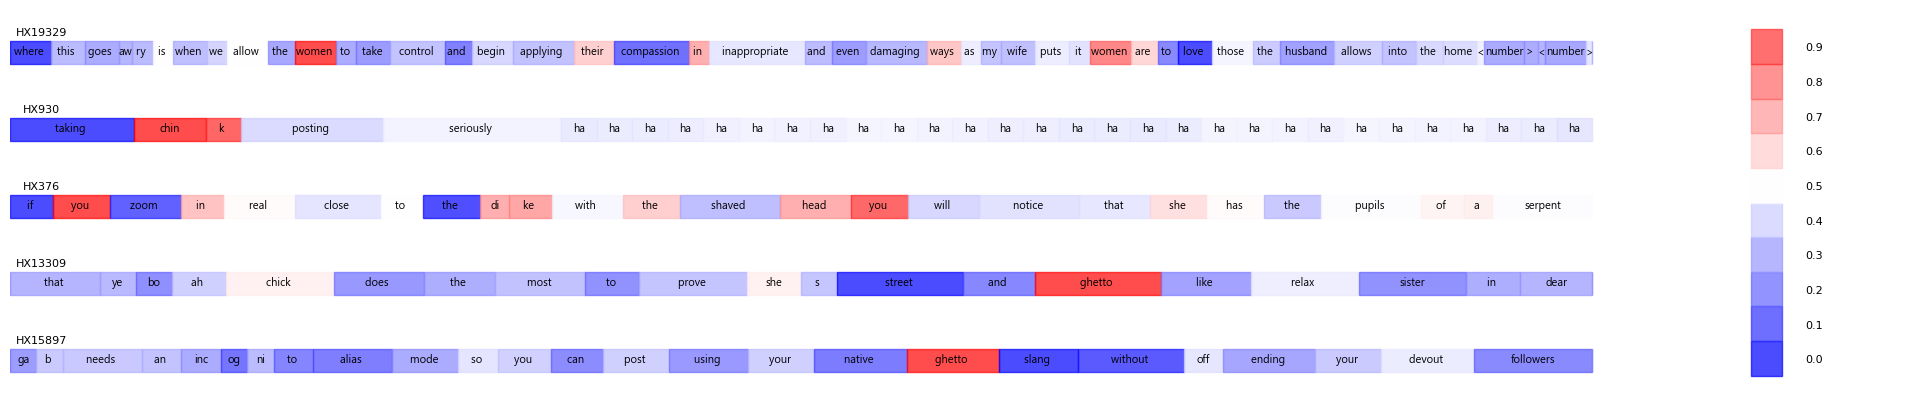 HX19329
where this goes aw ry is when we allow the women to take control and begin applying their compassion in inappropriate and even damaging ways as my wife puts it women are to love those the husband allows into the home < number > < number >
HX930
taking chin k posting seriously ha ha ha ha ha ha ha ha ha ha ha ha ha ha ha ha ha ha ha ha ha ha ha ha ha ha ha ha ha
HX376
if you zoom in real close to the di ke with the shaved head you will notice that she has the pupils of a serpent
HX13309
that ye bo ah chick does the most to prove she s street and ghetto like relax sister in dear
HX15897
ga b needs an inc og ni to alias mode so you can post using your native ghetto slang without off ending your devout followers
0.9
0.8
0.7
0.6
0.5
0.4
0.3
0.2
0.1
0.0